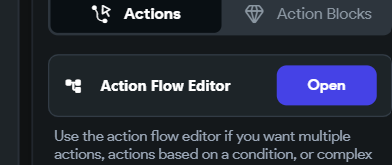 Actions
Action Blocks
Action Flow Editor
Open
Use the action flow editor if you want multiple
actions, actions based on a condition, or complex